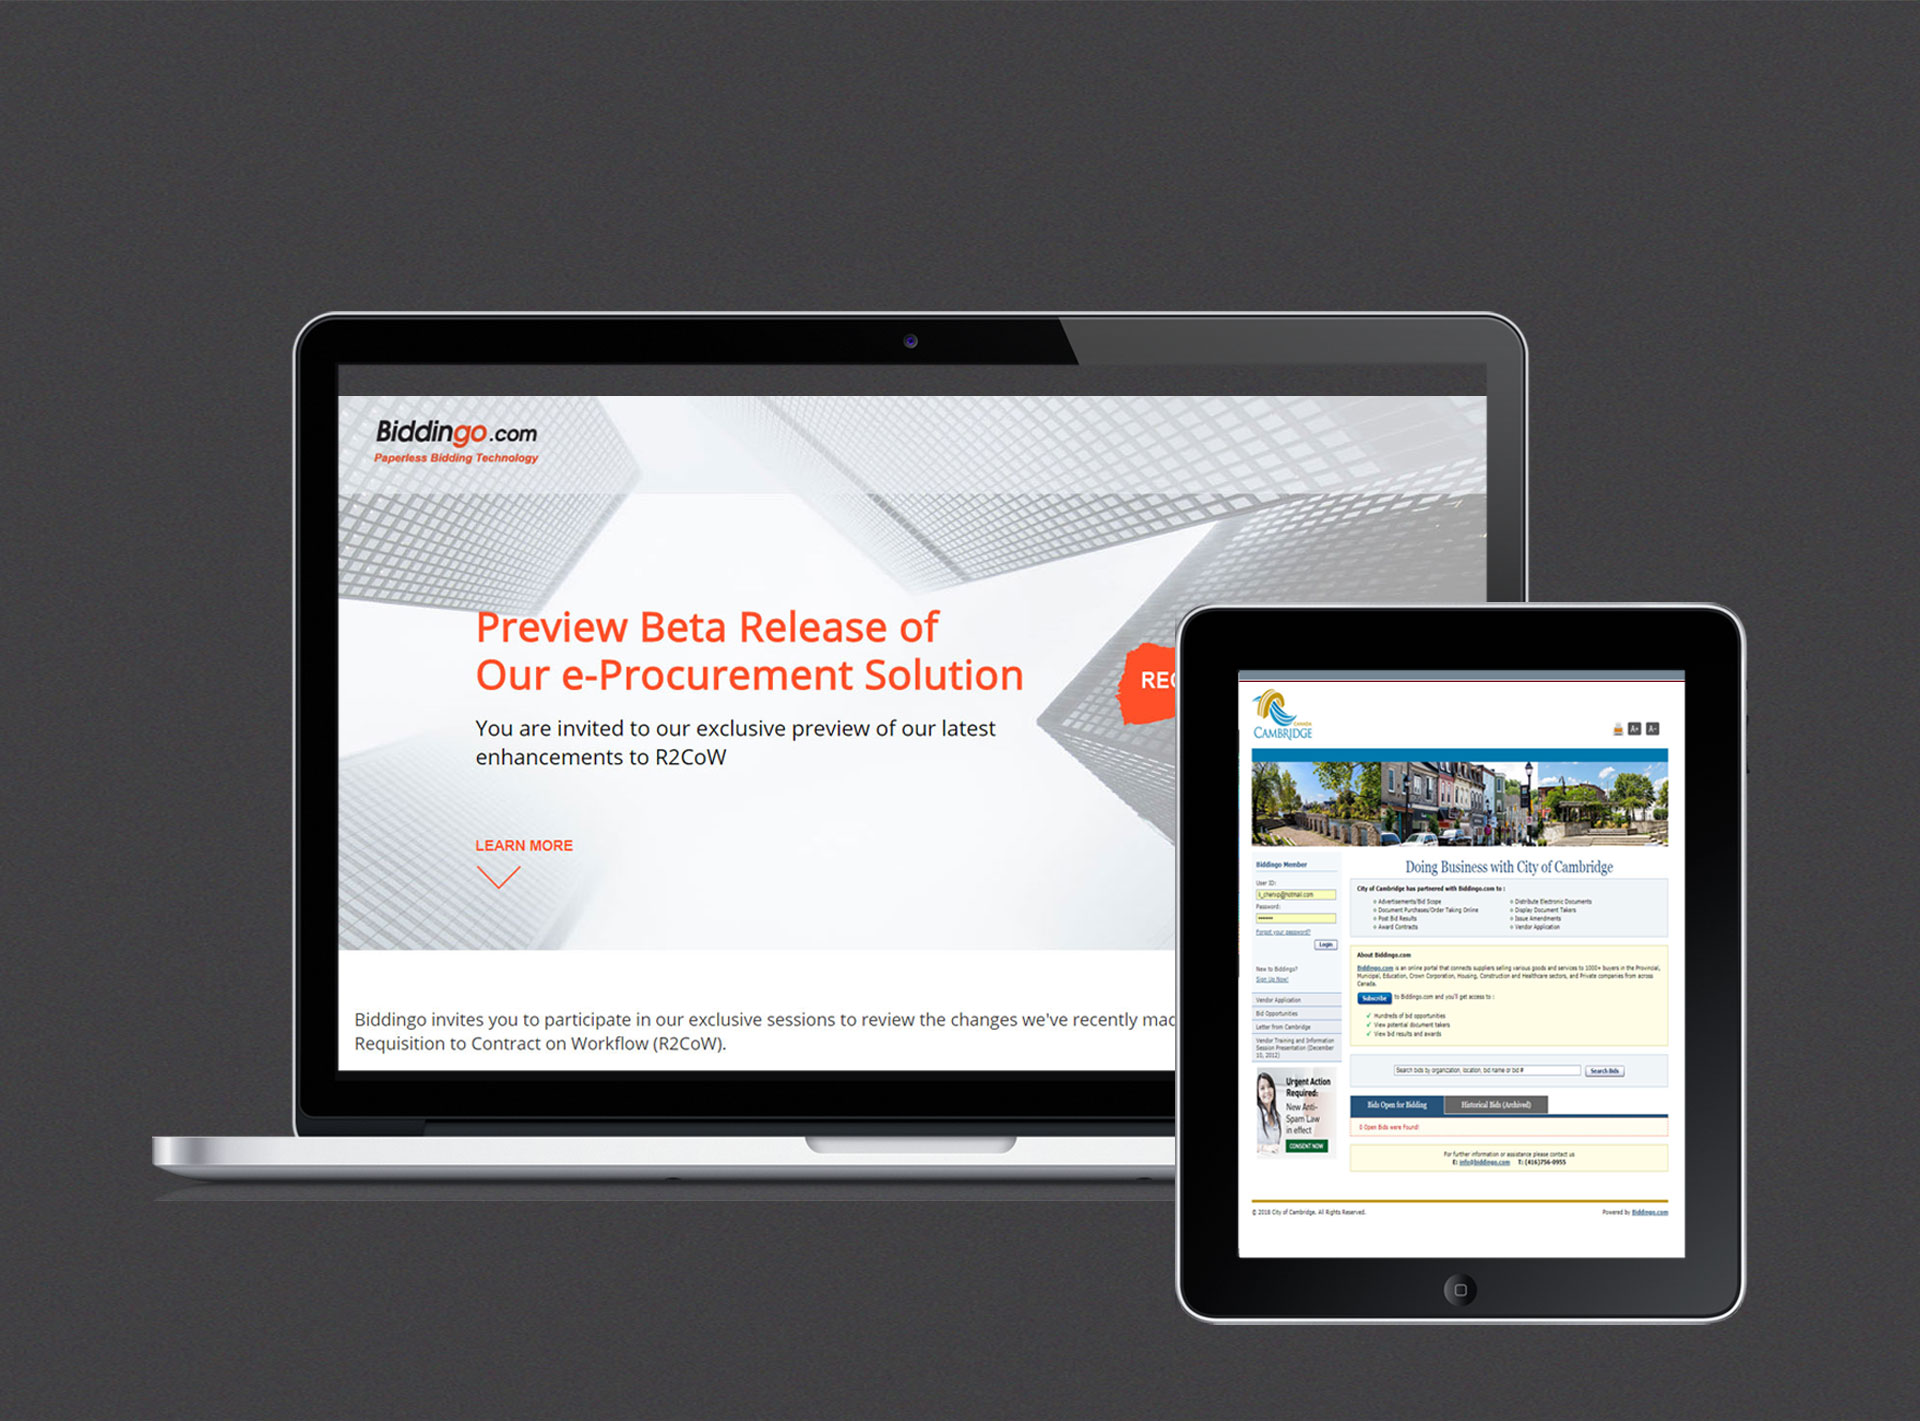 Biddingo.com
Paperless Bidding Technology
Preview Beta Release of
Our e-Procurement Solution
You are invited to our exclusive preview of our latest
enhancements to R2CoW
LEARN MORE
Biddingo invites you to participate in our exclusive sessions to review the changes we've recently mad
Requisition to Contract on Workflow (R2CoW).
REC
CANADA
CAMBRIDGE
A+ A-
Biddingo Member
User ID:
Password:
Forgot your password?
Login
New to Biddingo?
Sign Up Now!
Vendor Application
Bid Opportunities
Letter from Cambridge
Vendor Training and Information
Session Presentation (December
10, 2012)
Urgent Action
Required:
New Anti-
Spam Law
in effect
CONSENT NOW
Doing Business with City of Cambridge
City of Cambridge has partnered with Biddingo.com to :
Advertisements/Bid Scope
Document Purchases/Order Taking Online
Post Bid Results
Award Contracts
Distribute Electronic Documents
Display Document Takers
Issue Amendments
Vendor Application
About Biddingo.com
Biddingo.com is an online portal that connects suppliers selling various goods and services to 1000+ buyers in the Provincial,
Municipal, Education, Crown Corporation, Housing, Construction and Healthcare sectors, and Private companies from across
Canada.
Subscribe to Biddingo.com and you'll get access to :
Hundreds of bid opportunities
View potential document takers
View bid results and awards
Search bids by organization, location, bid name or bid # Search Bids
Bids Open for Bidding Historical Bids (Archived)
0 Open Bids were Found!
For further information or assistance please contact us
E: info@biddingo.com T: (416)756-0955
© 2016 City of Cambridge. All Rights Reserved. Powered by Biddingo.com